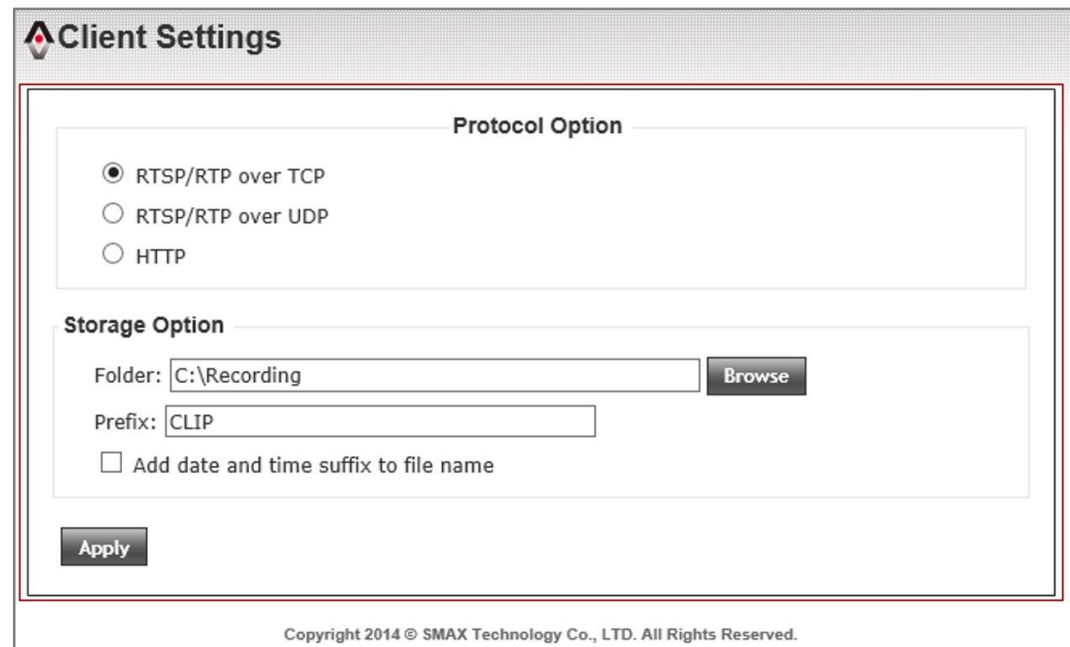 Client Settings
Protocol Option
RTSP/RTP over TCP
RTSP/RTP over UDP
HTTP
Storage Option
Folder: C:\Recording Browse
Prefix: CLIP
Add date and time suffix to file name
Apply
Copyright 2014 © SMAX Technology Co., LTD. All Rights Reserved.